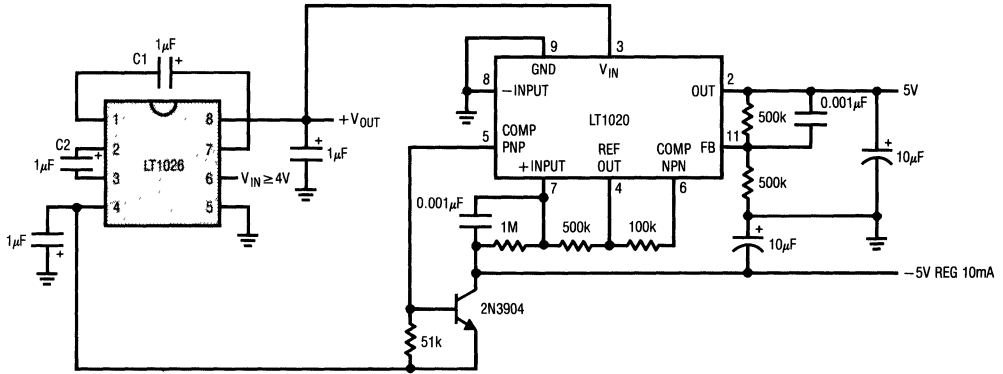 1μF
C1
+
1
2
3
4
LT1026
8
7
6
5
C2
1μF
+
1μF
+
+V_OUT
+
1μF
V_IN ≥ 4V
9
GND
3
V_IN
8
–INPUT
5
COMP
PNP
LT1020
+INPUT
7
REF
OUT
4
COMP
NPN
6
2
OUT
11
FB
5V
500k
0.001μF
500k
+
10μF
+
10μF
0.001μF
1M
500k
100k
–5V REG 10mA
2N3904
51k